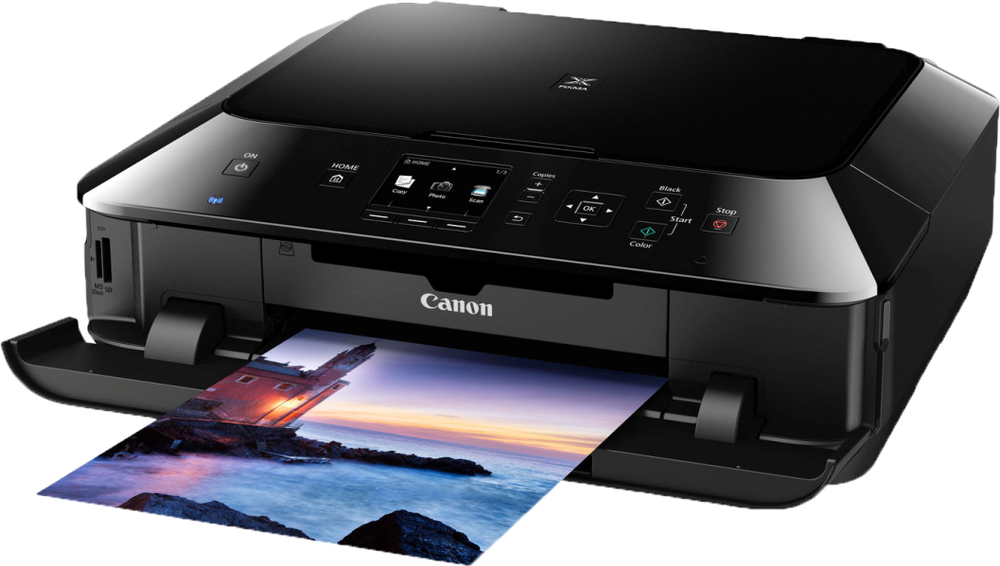 PIXMA
ON
HOME
HOME
1/3
Copy
Photo
Scan
Copies
+
-
OK
Black
Start
Color
Stop
MS Duo
SD
Canon